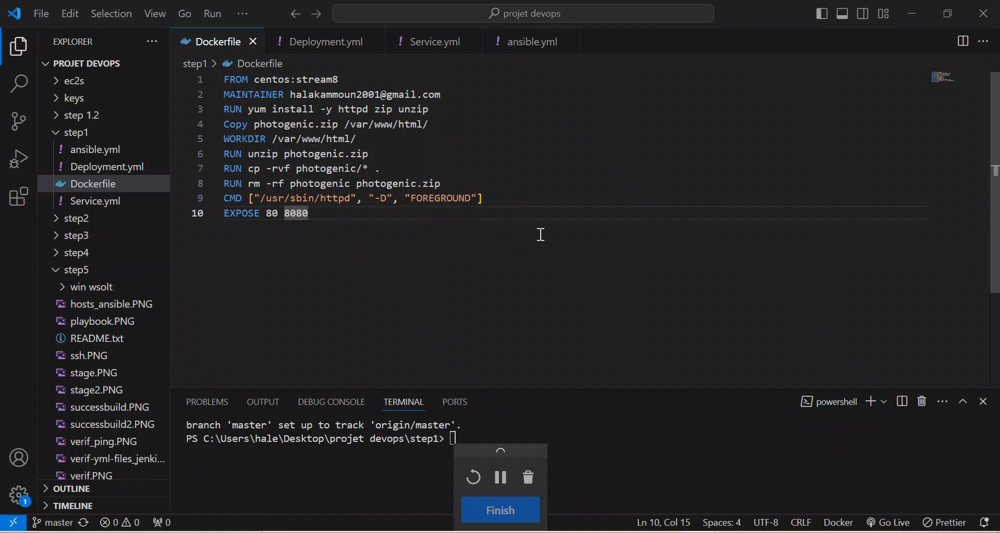 File Edit Selection View Go Run ··· projet devops
EXPLORER ···
PROJET DEVOPS
ec2s
keys
step 1.2
step1
! ansible.yml
! Deployment.yml
Dockerfile
! Service.yml
step2
step3
step4
step5
win wsolt
hosts_ansible.PNG
playbook.PNG
README.txt
ssh.PNG
stage.PNG
stage2.PNG
successbuild.PNG
successbuild2.PNG
verif_ping.PNG
verif-yml-files_jenki...
verif.PNG
OUTLINE
TIMELINE
Dockerfile ! Deployment.yml ! Service.yml ! ansible.yml
step1 > Dockerfile
1 FROM centos:stream8
2 MAINTAINER halakammoun2001@gmail.com
3 RUN yum install -y httpd zip unzip
4 Copy photogenic.zip /var/www/html/
5 WORKDIR /var/www/html/
6 RUN unzip photogenic.zip
7 RUN cp -rvf photogenic/* .
8 RUN rm -rf photogenic photogenic.zip
9 CMD ["/usr/sbin/httpd", "-D", "FOREGROUND"]
10 EXPOSE 80 8080
PROBLEMS OUTPUT DEBUG CONSOLE TERMINAL PORTS powershell
branch 'master' set up to track 'origin/master'.
PS C:\Users\hale\Desktop\projet devops\step1>
Finish
1
master 0 0 0 Ln 10, Col 15 Spaces: 4 UTF-8 CRLF Docker Go Live Prettier